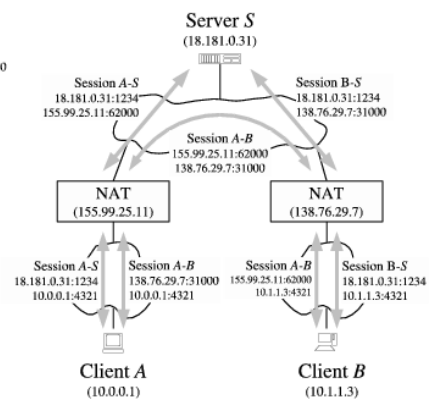 Server S
(18.181.0.31)
0
Session A-S
18.181.0.31:1234
155.99.25.11:62000
Session B-S
18.181.0.31:1234
138.76.29.7:31000
Session A-B
155.99.25.11:62000
138.76.29.7:31000
NAT
(155.99.25.11)
NAT
(138.76.29.7)
Session A-S
18.181.0.31:1234
10.0.0.1:4321
Session A-B
138.76.29.7:31000
10.0.0.1:4321
Session A-B
155.99.25.11:62000
10.1.1.3:4321
Session B-S
18.181.0.31:1234
10.1.1.3:4321
Client A
(10.0.0.1)
Client B
(10.1.1.3)